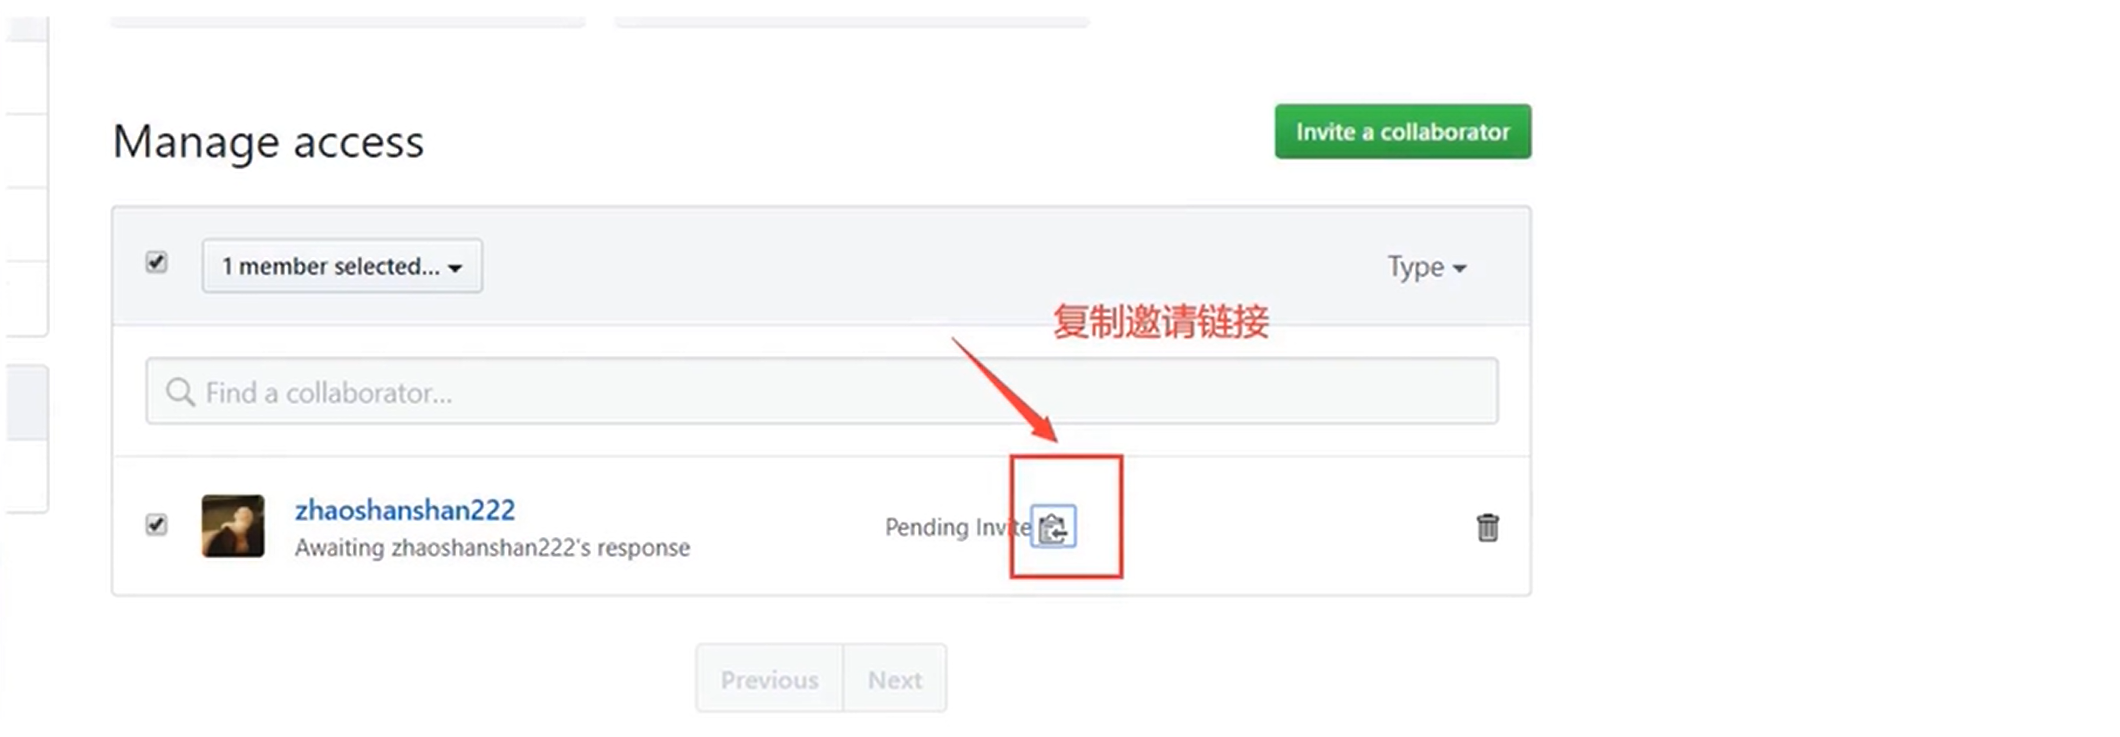 Manage access
Invite a collaborator
1 member selected...
Type
复制邀请链接
Find a collaborator...
zhaoshanshan222
Awaiting zhaoshanshan222's response
Pending Invite
Previous
Next